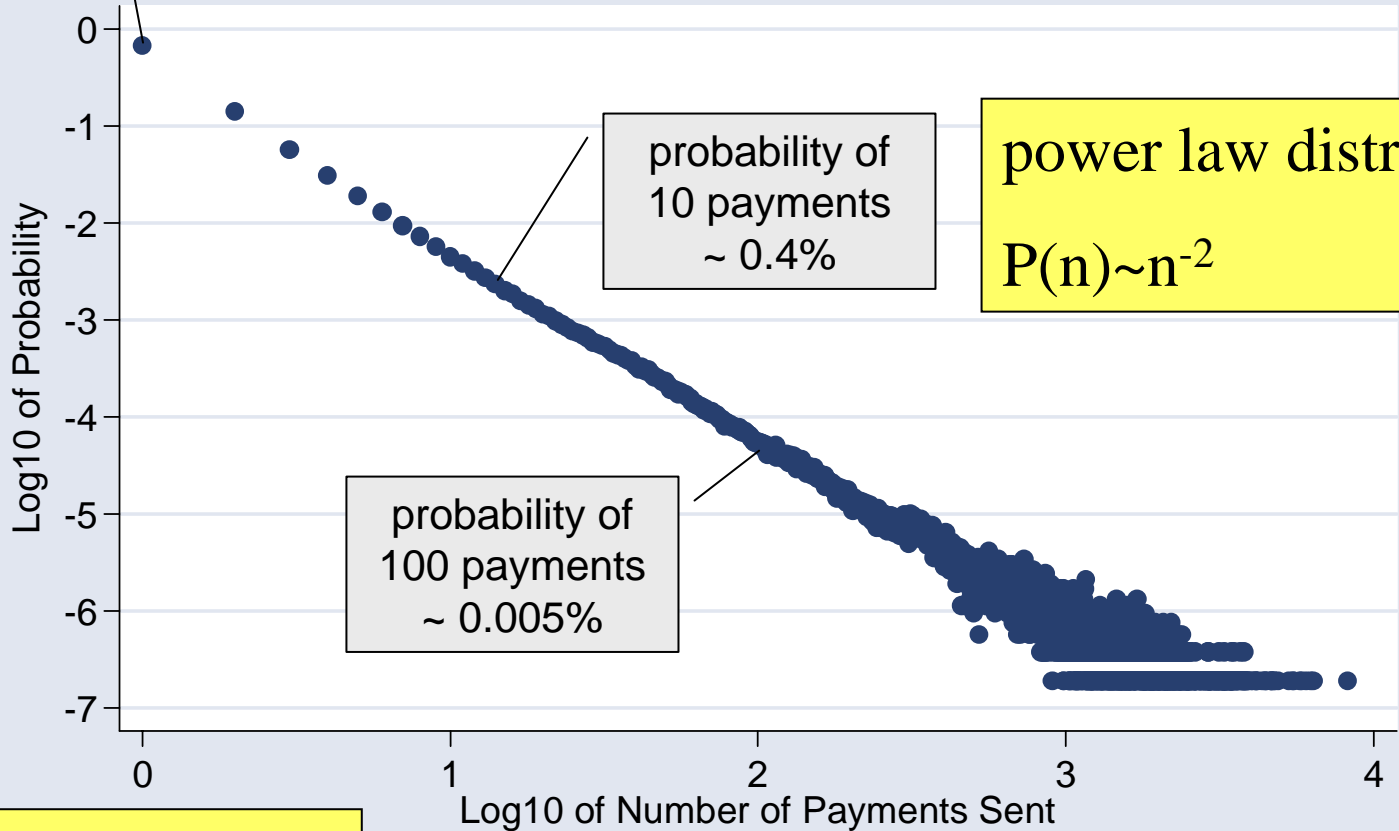 0
-1
-2
-3
-4
-5
-6
-7
Log10 of Probability
probability of
10 payments
~ 0.4%
power law distr
P(n)~n-2
probability of
100 payments
~ 0.005%
0 1 2 3 4
Log10 of Number of Payments Sent